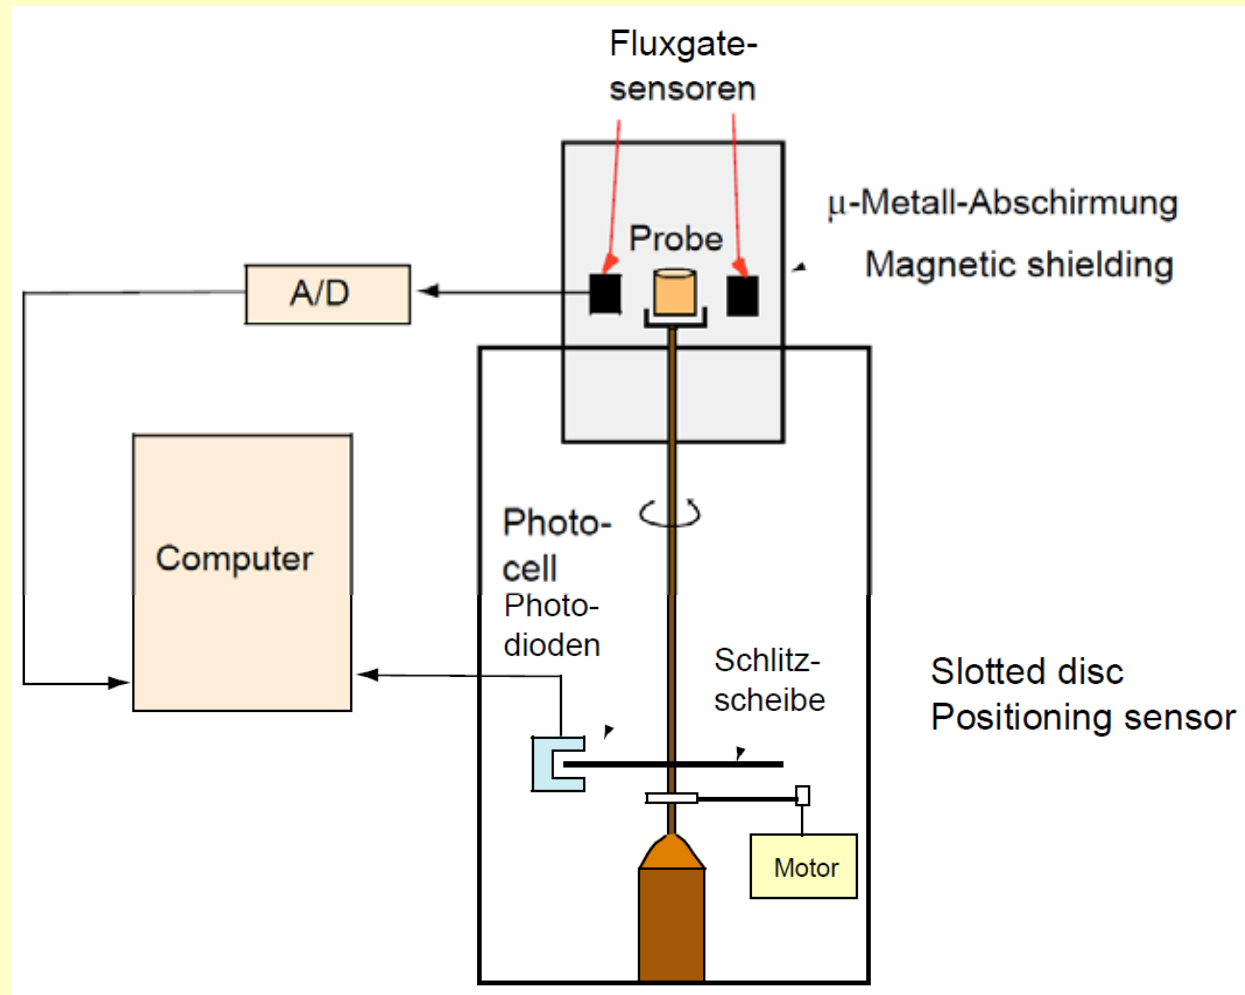 Fluxgate-
sensoren
μ-Metall-Abschirmung
Probe
Magnetic shielding
A/D
Computer
Photo-
cell
Photo-
dioden
Schlitz-
scheibe
Slotted disc
Positioning sensor
Motor